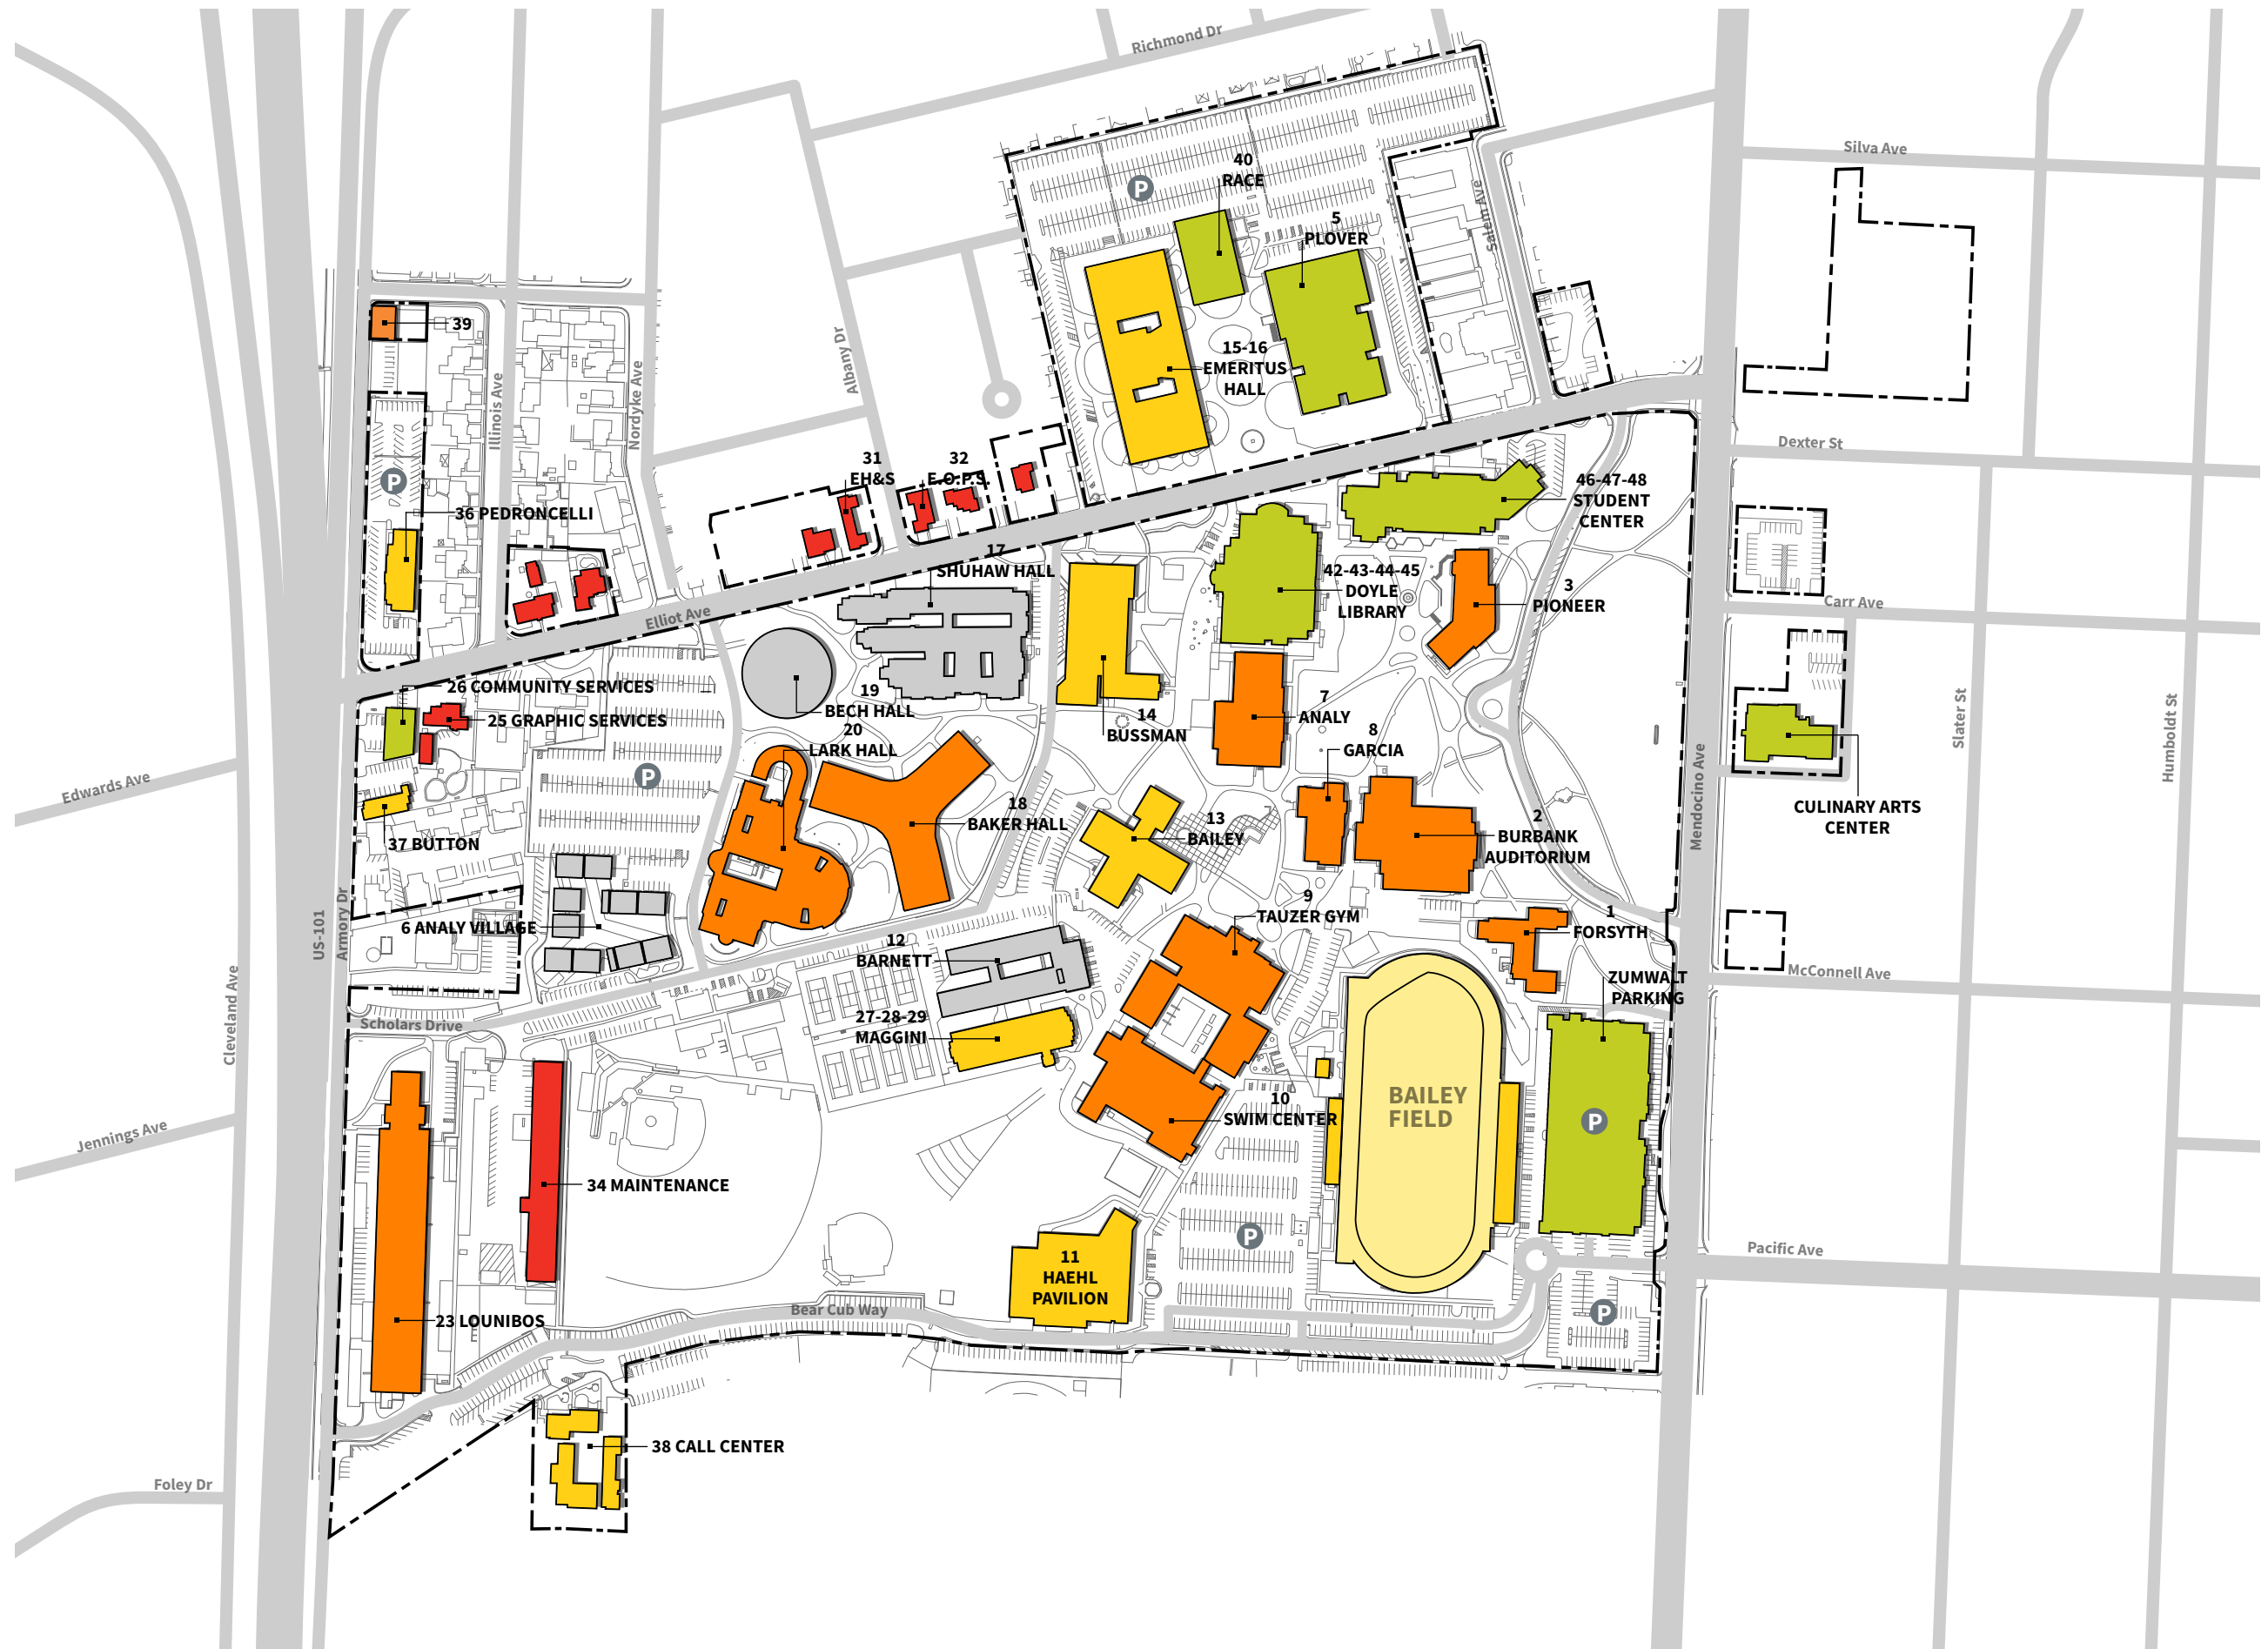 Richmond Dr
Silva Ave
40
RACE
P
Salem Ave
5
PLOVER
39
15-16
EMERITUS
HALL
Albany Dr
Illinois Ave
Nordyke Ave
Dexter St
31
EH&S
32
E.O.P.S.
P
46-47-48
STUDENT
CENTER
36 PEDRONCELLI
17
SHUHAW HALL
42-43-44-45
DOYLE
LIBRARY
3
PIONEER
Carr Ave
Elliot Ave
26 COMMUNITY SERVICES
25 GRAPHIC SERVICES
19
BECH HALL
14
BUSSMAN
7
ANALY
Slater St
Humboldt St
20
LARK HALL
8
GARCIA
Mendocino Ave
P
Edwards Ave
18
BAKER HALL
13
BAILEY
2
BURBANK
AUDITORIUM
CULINARY ARTS
CENTER
37 BUTTON
US-101
Armory Dr
6 ANALY VILLAGE
9
TAUZER GYM
1
FORSYTH
12
BARNETT
ZUMWALT
PARKING
McConnell Ave
Cleveland Ave
Scholars Drive
27-28-29
MAGGINI
BAILEY
FIELD
10
SWIM CENTER
P
Jennings Ave
34 MAINTENANCE
P
11
HAEHL
PAVILION
Pacific Ave
Bear Cub Way
P
23 LOUNIBOS
38 CALL CENTER
Foley Dr